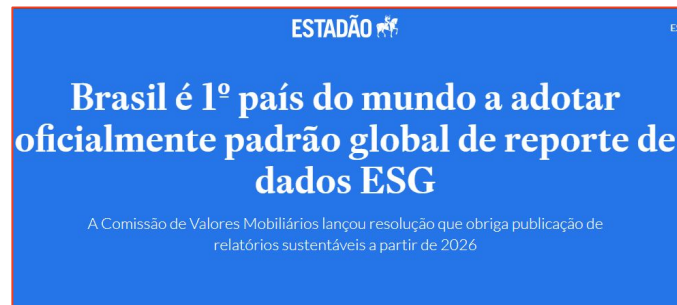 ESTADÃO
Brasil é 1º país do mundo a adotar
oficialmente padrão global de reporte de
dados ESG
A Comissão de Valores Mobiliários lançou resolução que obriga publicação de
relatórios sustentáveis a partir de 2026